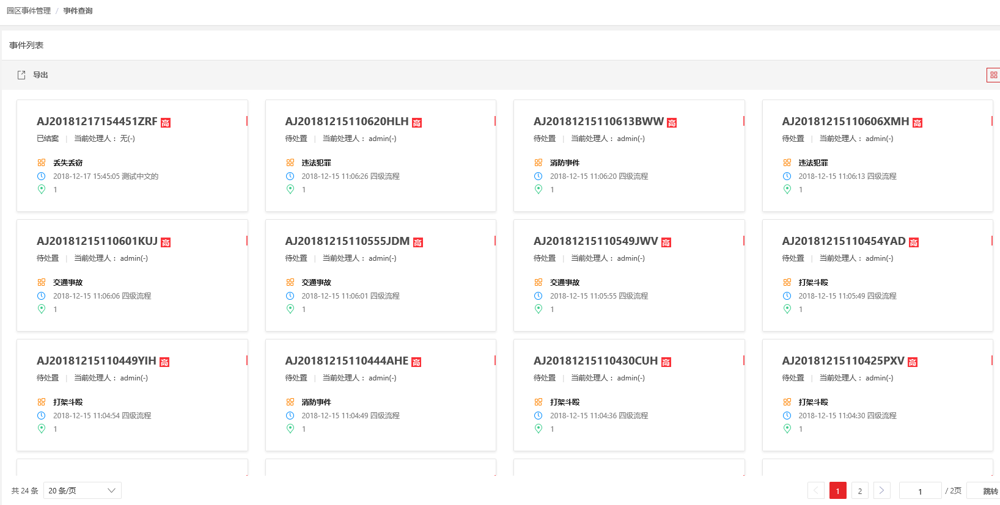 园区事件管理 / 事件查询
事件列表
导出
AJ20181217154451ZRF 高
已结案 | 当前处理人： 无(-)
丢失丢窃
2018-12-17 15:45:05 测试中文的
1
AJ20181215110620HLH 高
待处置 | 当前处理人： admin(-)
违法犯罪
2018-12-15 11:06:26 四级流程
1
AJ20181215110613BWW 高
待处置 | 当前处理人： admin(-)
消防事件
2018-12-15 11:06:20 四级流程
1
AJ20181215110606XMH 高
待处置 | 当前处理人： admin(-)
违法犯罪
2018-12-15 11:06:13 四级流程
1
AJ20181215110601KUJ 高
待处置 | 当前处理人： admin(-)
交通事故
2018-12-15 11:06:06 四级流程
1
AJ20181215110555JDM 高
待处置 | 当前处理人： admin(-)
交通事故
2018-12-15 11:06:01 四级流程
1
AJ20181215110549JWV 高
待处置 | 当前处理人： admin(-)
交通事故
2018-12-15 11:05:55 四级流程
1
AJ20181215110454YAD 高
待处置 | 当前处理人： admin(-)
打架斗殴
2018-12-15 11:05:49 四级流程
1
AJ20181215110449YIH 高
待处置 | 当前处理人： admin(-)
打架斗殴
2018-12-15 11:04:54 四级流程
1
AJ20181215110444AHE 高
待处置 | 当前处理人： admin(-)
消防事件
2018-12-15 11:04:49 四级流程
1
AJ20181215110430CUH 高
待处置 | 当前处理人： admin(-)
打架斗殴
2018-12-15 11:04:36 四级流程
1
AJ20181215110425PXV 高
待处置 | 当前处理人： admin(-)
打架斗殴
2018-12-15 11:04:30 四级流程
1
共 24 条 20 条/页 1 2 1 / 2页 跳转